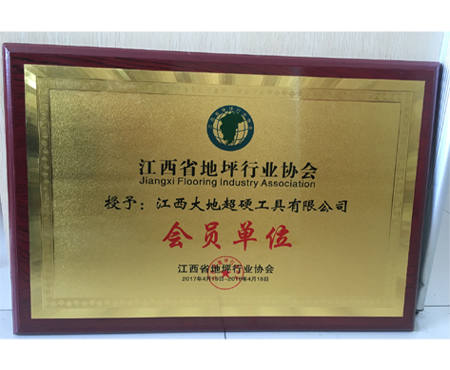 江西省地坪行业协会
Jiangxi Flooring Industry Association
授予：江西大地超硬工具有限公司
会员单位
江西省地坪行业协会